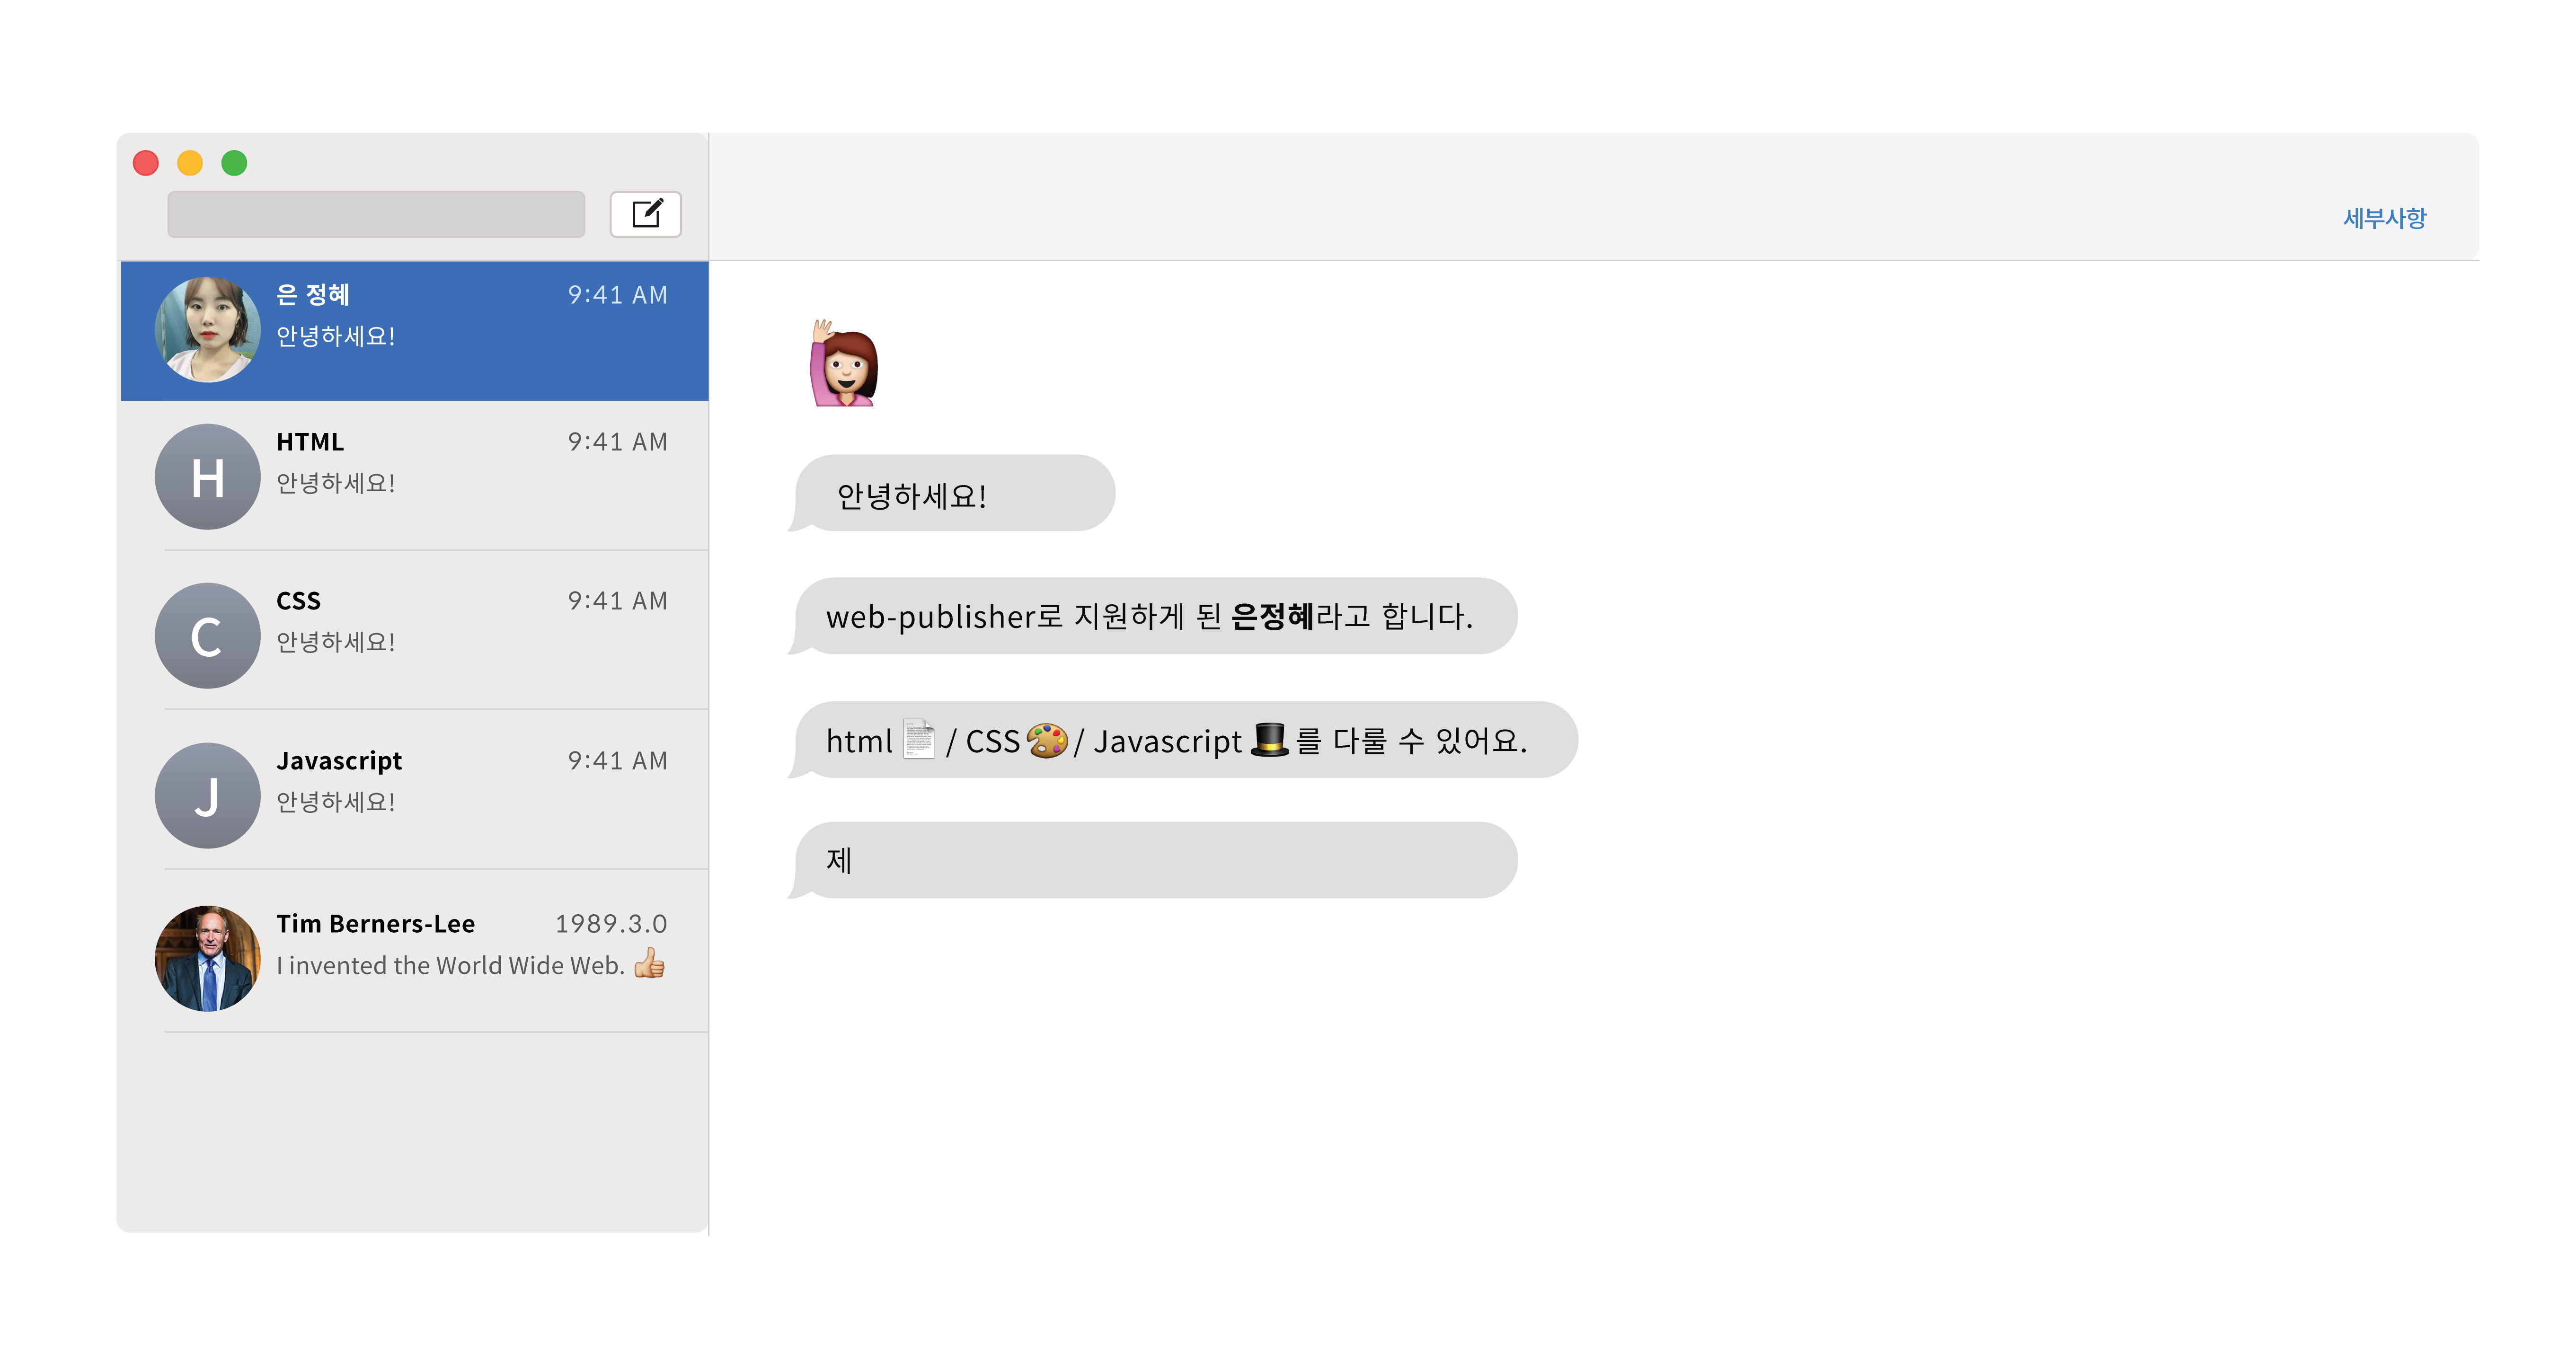 세부사항
은 정혜 9:41 AM
안녕하세요!
H
HTML 9:41 AM
안녕하세요!
C
CSS 9:41 AM
안녕하세요!
J
Javascript 9:41 AM
안녕하세요!
Tim Berners-Lee 1989.3.0
I invented the World Wide Web. 👍🏼
🙋
안녕하세요!
web-publisher로 지원하게 된 은정혜라고 합니다.
html 📄 / CSS 🎨 / Javascript 🎩 를 다룰 수 있어요.
제